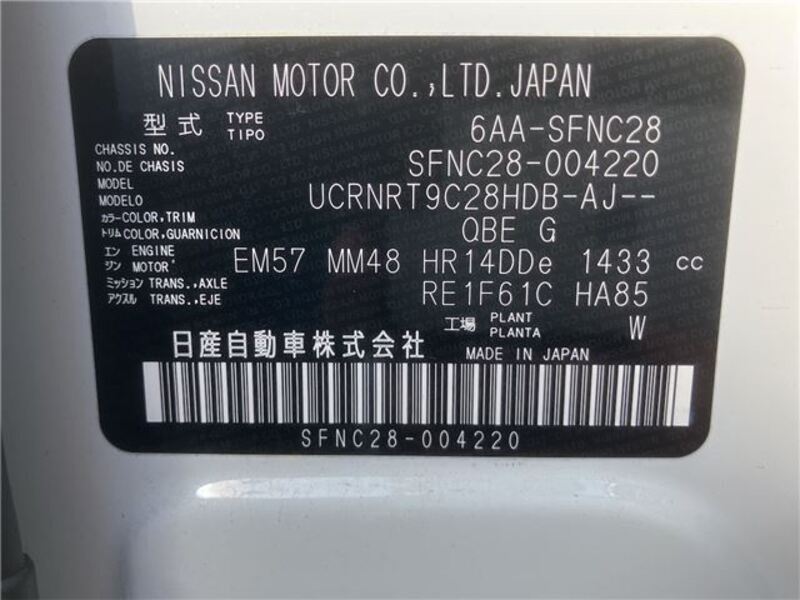 NISSAN MOTOR CO.,LTD.JAPAN
型式 TYPE TIPO 6AA-SFNC28
CHASSIS NO. NO.DE CHASIS SFNC28-004220
MODEL MODELO UCRNRT9C28HDB-AJ--
カラートリム COLOR,TRIM COLOR,GUARNICION QBE G
エンジン ENGINE MOTOR EM57 MM48 HR14DDe 1433 cc
ミッションアクスル TRANS.,AXLE TRANS.,EJE RE1F61C HA85
工場 PLANT PLANTA W
日産自動車株式会社 MADE IN JAPAN
SFNC28-004220